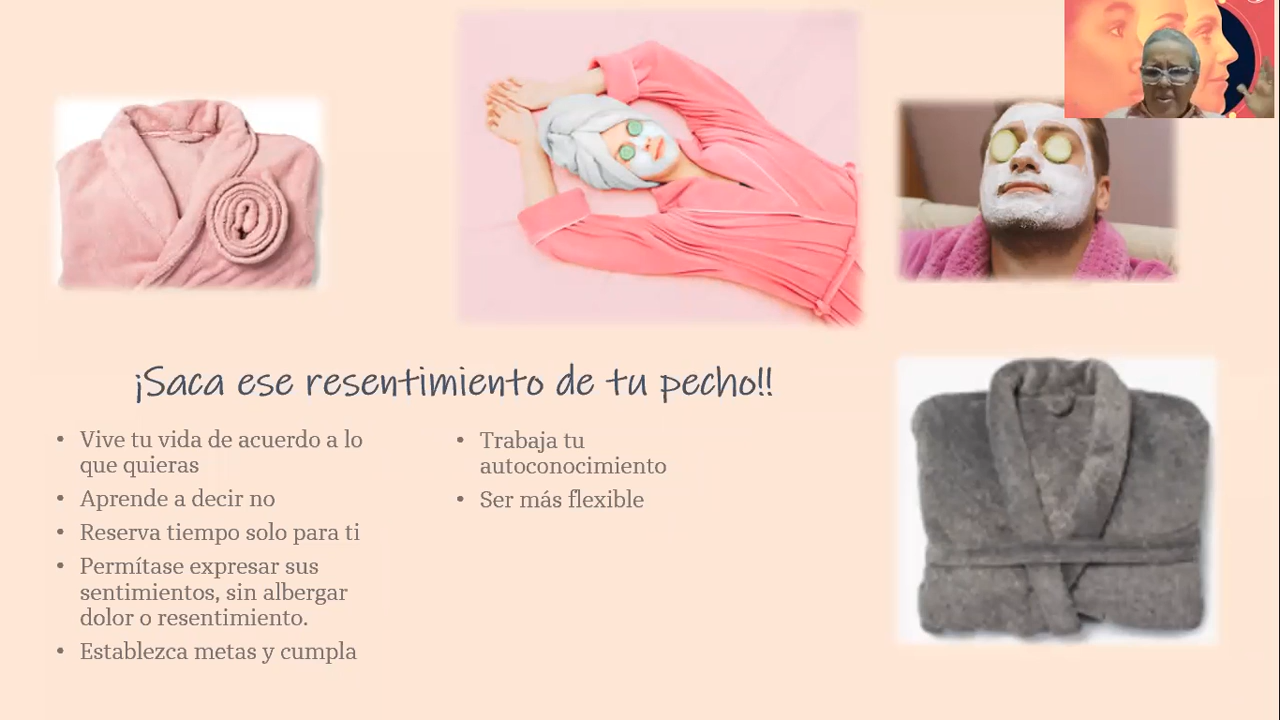 ¡Saca ese resentimiento de tu pecho!!
Vive tu vida de acuerdo a lo
que quieras
Aprende a decir no
Reserva tiempo solo para ti
Permítase expresar sus
sentimientos, sin albergar
dolor o resentimiento.
Establezca metas y cumpla
Trabaja tu
autoconocimiento
Ser más flexible